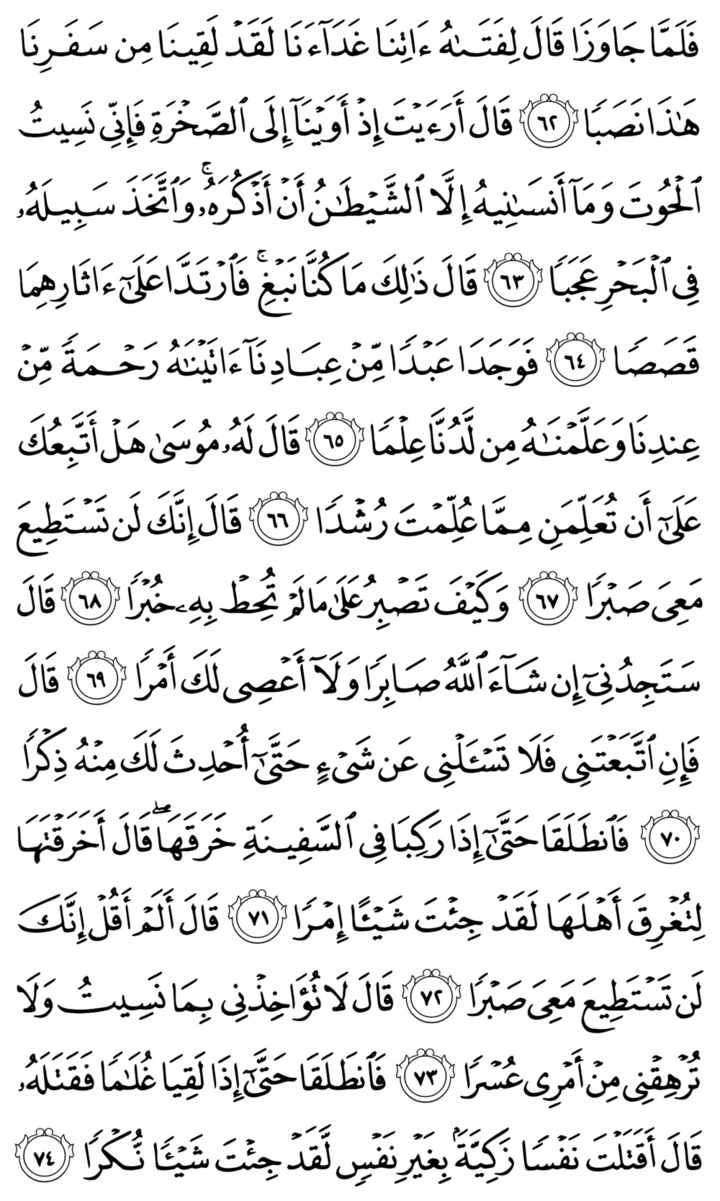 فَلَمَّا جَاوَزَا قَالَ لِفَتَىٰهُ ءَاتِنَا غَدَآءَنَا لَقَدْ لَقِينَا مِن سَفَرِنَا
هَٰذَا نَصَبًا ٦٢ قَالَ أَرَءَيْتَ إِذْ أَوَيْنَآ إِلَى ٱلصَّخْرَةِ فَإِنِّي نَسِيتُ
ٱلْحُوتَ وَمَآ أَنسَىٰنِيهُ إِلَّا ٱلشَّيْطَٰنُ أَنْ أَذْكُرَهُۥۚ وَٱتَّخَذَ سَبِيلَهُۥ
فِي ٱلْبَحْرِ عَجَبًا ٦٣ قَالَ ذَٰلِكَ مَا كُنَّا نَبْغِۚ فَٱرْتَدَّا عَلَىٰٓ ءَاثَارِهِمَا
قَصَصًا ٦٤ فَوَجَدَا عَبْدًا مِّنْ عِبَادِنَآ ءَاتَيْنَٰهُ رَحْمَةً مِّنْ
عِندِنَا وَعَلَّمْنَٰهُ مِن لَّدُنَّا عِلْمًا ٦٥ قَالَ لَهُۥ مُوسَىٰ هَلْ أَتَّبِعُكَ
عَلَىٰٓ أَن تُعَلِّمَنِ مِمَّا عُلِّمْتَ رُشْدًا ٦٦ قَالَ إِنَّكَ لَن تَسْتَطِيعَ
مَعِيَ صَبْرًا ٦٧ وَكَيْفَ تَصْبِرُ عَلَىٰ مَا لَمْ تُحِطْ بِهِۦ خُبْرًا ٦٨ قَالَ
سَتَجِدُنِيٓ إِن شَآءَ ٱللَّهُ صَابِرًا وَلَآ أَعْصِي لَكَ أَمْرًا ٦٩ قَالَ
فَإِنِ ٱتَّبَعْتَنِي فَلَا تَسْـَٔلْنِي عَن شَيْءٍ حَتَّىٰٓ أُحْدِثَ لَكَ مِنْهُ ذِكْرًا
٧٠ فَٱنطَلَقَا حَتَّىٰٓ إِذَا رَكِبَا فِي ٱلسَّفِينَةِ خَرَقَهَاۖ قَالَ أَخَرَقْتَهَا
لِتُغْرِقَ أَهْلَهَا لَقَدْ جِئْتَ شَيْـًٔا إِمْرًا ٧١ قَالَ أَلَمْ أَقُلْ إِنَّكَ
لَن تَسْتَطِيعَ مَعِيَ صَبْرًا ٧٢ قَالَ لَا تُؤَاخِذْنِي بِمَا نَسِيتُ وَلَا
تُرْهِقْنِي مِنْ أَمْرِي عُسْرًا ٧٣ فَٱنطَلَقَا حَتَّىٰٓ إِذَا لَقِيَا غُلَٰمًا فَقَتَلَهُۥ
قَالَ أَقَتَلْتَ نَفْسًا زَكِيَّةًۢ بِغَيْرِ نَفْسٍ لَّقَدْ جِئْتَ شَيْـًٔا نُّكْرًا ٧٤